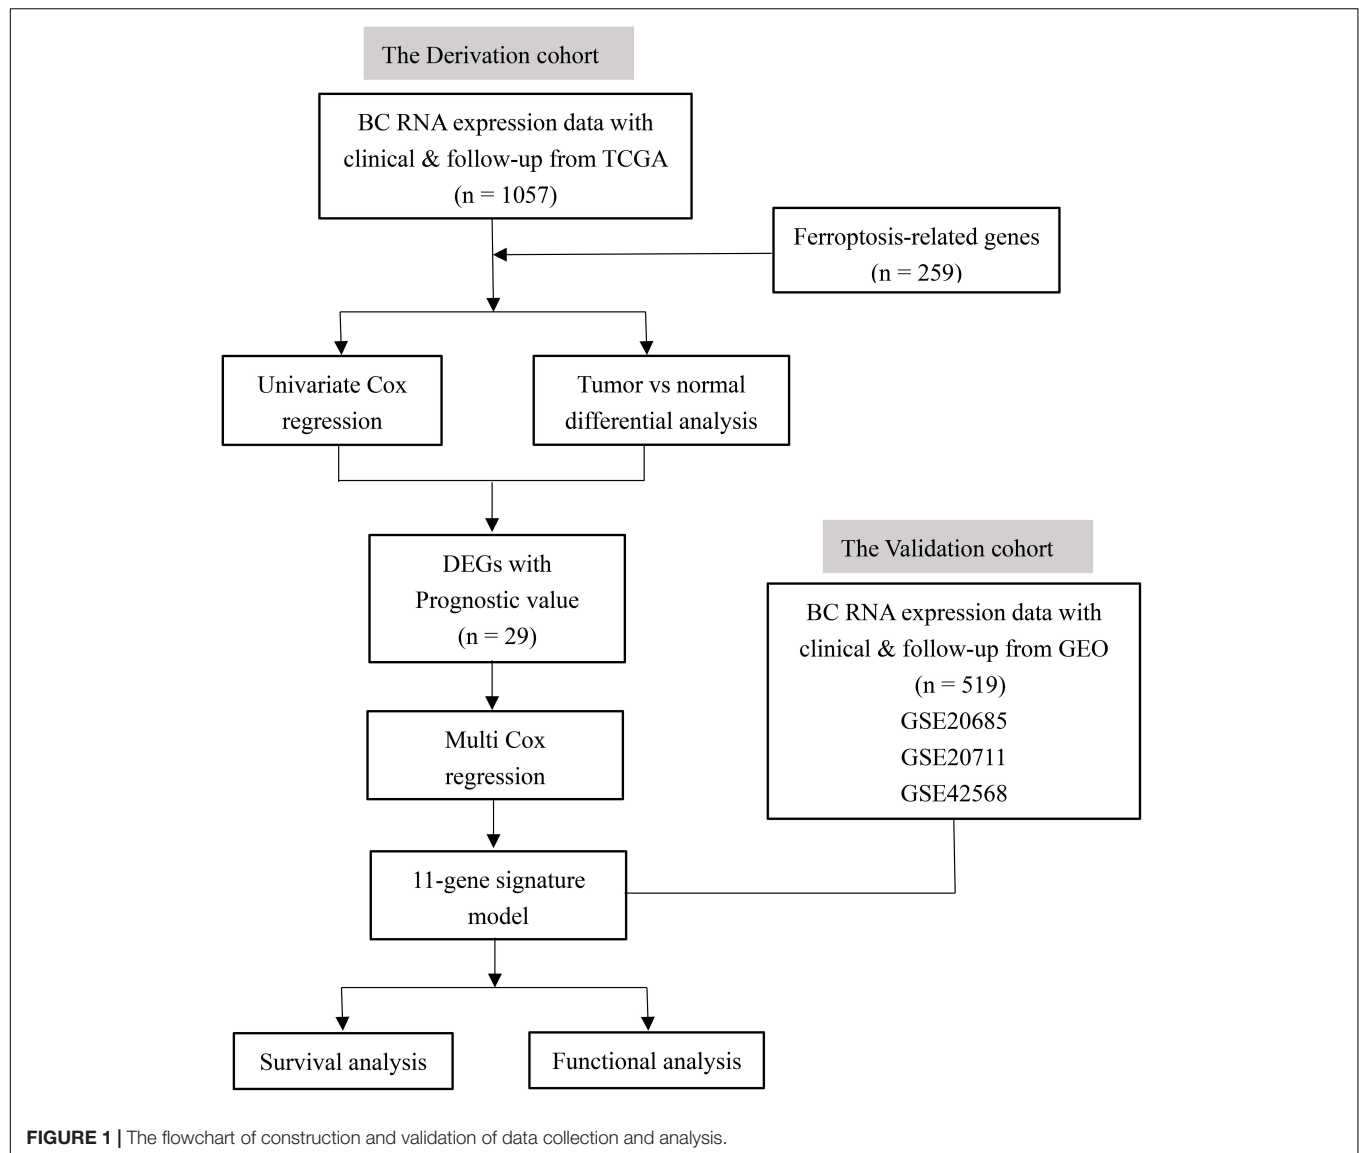 The Derivation cohort
BC RNA expression data with
clinical & follow-up from TCGA
(n = 1057)
Ferroptosis-related genes
(n = 259)
Univariate Cox
regression
Tumor vs normal
differential analysis
DEGs with
Prognostic value
(n = 29)
The Validation cohort
BC RNA expression data with
clinical & follow-up from GEO
(n = 519)
GSE20685
GSE20711
GSE42568
Multi Cox
regression
11-gene signature
model
Survival analysis
Functional analysis
FIGURE 1 | The flowchart of construction and validation of data collection and analysis.